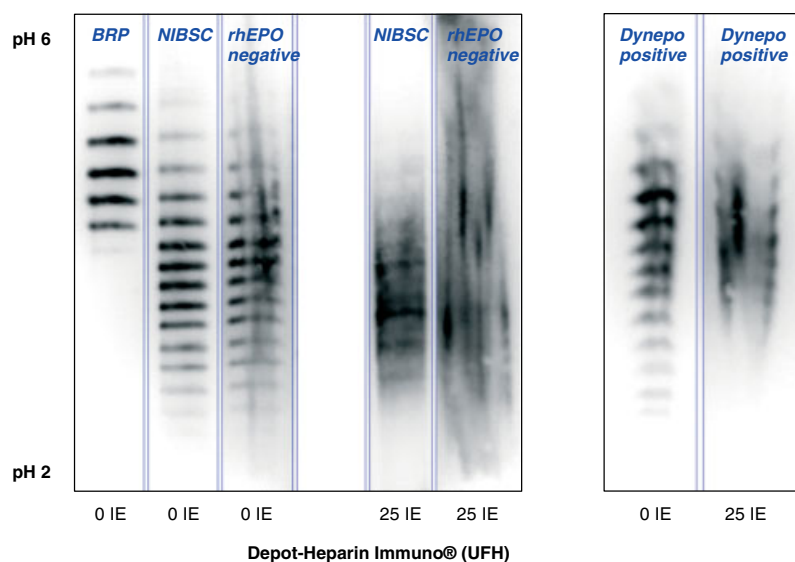 pH 6
BRP NIBSC rhEPO negative NIBSC rhEPO negative
Dynepo positive Dynepo positive
pH 2
0 IE 0 IE 0 IE 25 IE 25 IE 0 IE 25 IE
Depot-Heparin Immuno® (UFH)